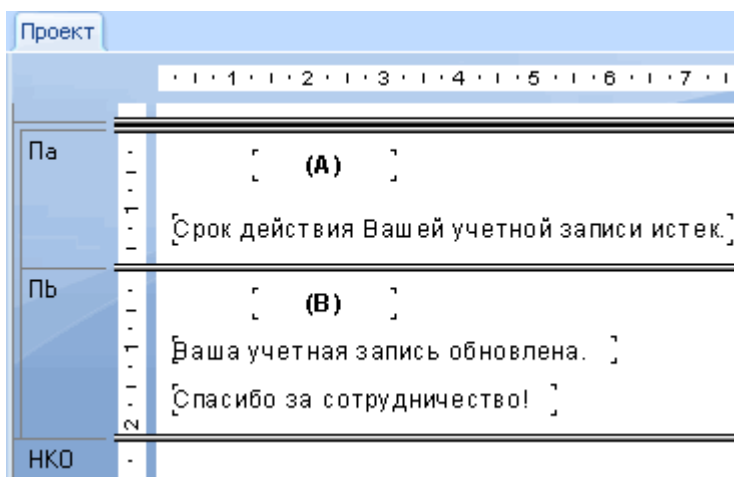 Проект
1 2 3 4 5 6 7
Па
(A)
1
Срок действия Вашей учетной записи истек.
Пb
(B)
1
Ваша учетная запись обновлена.
Спасибо за сотрудничество!
2
НКО